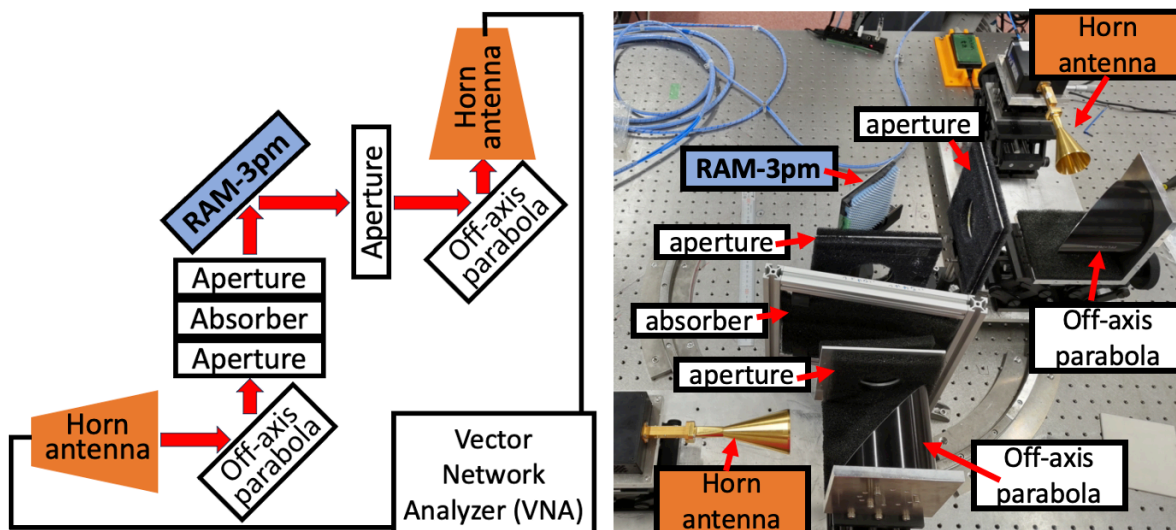 Horn
antenna
RAM-3pm
Aperture
Off-axis
parabola
Aperture
Absorber
Aperture
Horn
antenna
Off-axis
parabola
Vector
Network
Analyzer (VNA)
Horn
antenna
aperture
RAM-3pm
aperture
absorber
aperture
Off-axis
parabola
Horn
antenna
Off-axis
parabola